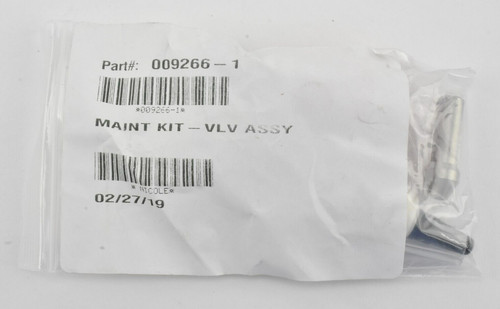 Part#: 009266-1
*009266-1*
MAINT KIT - VLV ASSY
*NICOLE*
02/27/19